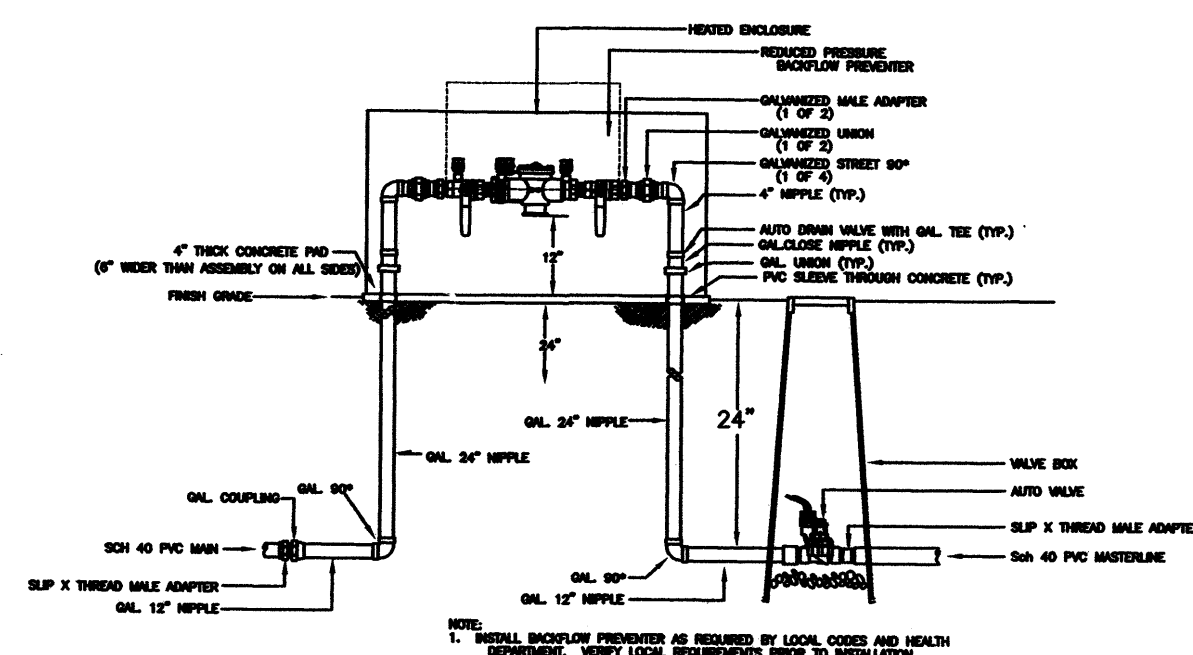 HEATED ENCLOSURE
REDUCED PRESSURE
BACKFLOW PREVENTER
GALVANIZED MALE ADAPTER
(1 OF 2)
GALVANIZED UNION
(1 OF 2)
GALVANIZED STREET 90°
(1 OF 4)
4" NIPPLE (TYP.)
AUTO DRAIN VALVE WITH GAL. TEE (TYP.)
GAL.CLOSE NIPPLE (TYP.)
GAL. UNION (TYP.)
PVC SLEEVE THROUGH CONCRETE (TYP.)
4" THICK CONCRETE PAD
(6" WIDER THAN ASSEMBLY ON ALL SIDES)
FINISH GRADE
12"
24"
24"
GAL. 24" NIPPLE
GAL. 24" NIPPLE
VALVE BOX
AUTO VALVE
SLIP X THREAD MALE ADAPTE
Sch 40 PVC MASTERLINE
GAL. COUPLING
GAL. 90°
SCH 40 PVC MAIN
SLIP X THREAD MALE ADAPTER
GAL. 12" NIPPLE
GAL. 90°
GAL. 12" NIPPLE
NOTE:
1. INSTALL BACKFLOW PREVENTER AS REQUIRED BY LOCAL CODES AND HEALTH
DEPARTMENT. VERIFY LOCAL REQUIREMENTS PRIOR TO INSTALLATION